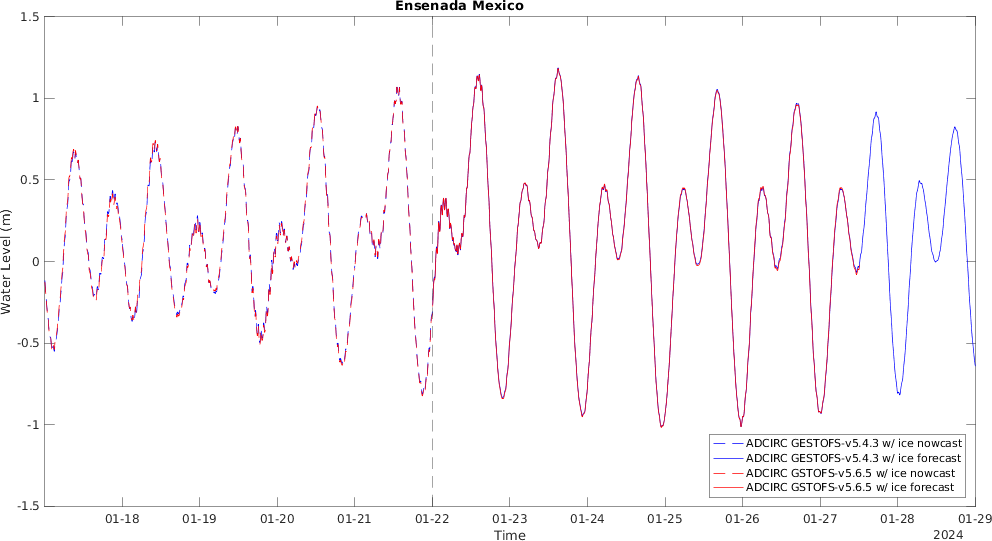 Ensenada Mexico
1.5
1
0.5
0
-0.5
-1
-1.5
Water Level (m)
ADCIRC GESTOFS-v5.4.3 w/ ice nowcast
ADCIRC GESTOFS-v5.4.3 w/ ice forecast
ADCIRC GSTOFS-v5.6.5 w/ ice nowcast
ADCIRC GSTOFS-v5.6.5 w/ ice forecast
01-18 01-19 01-20 01-21 01-22 01-23 01-24 01-25 01-26 01-27 01-28 01-29
Time
2024